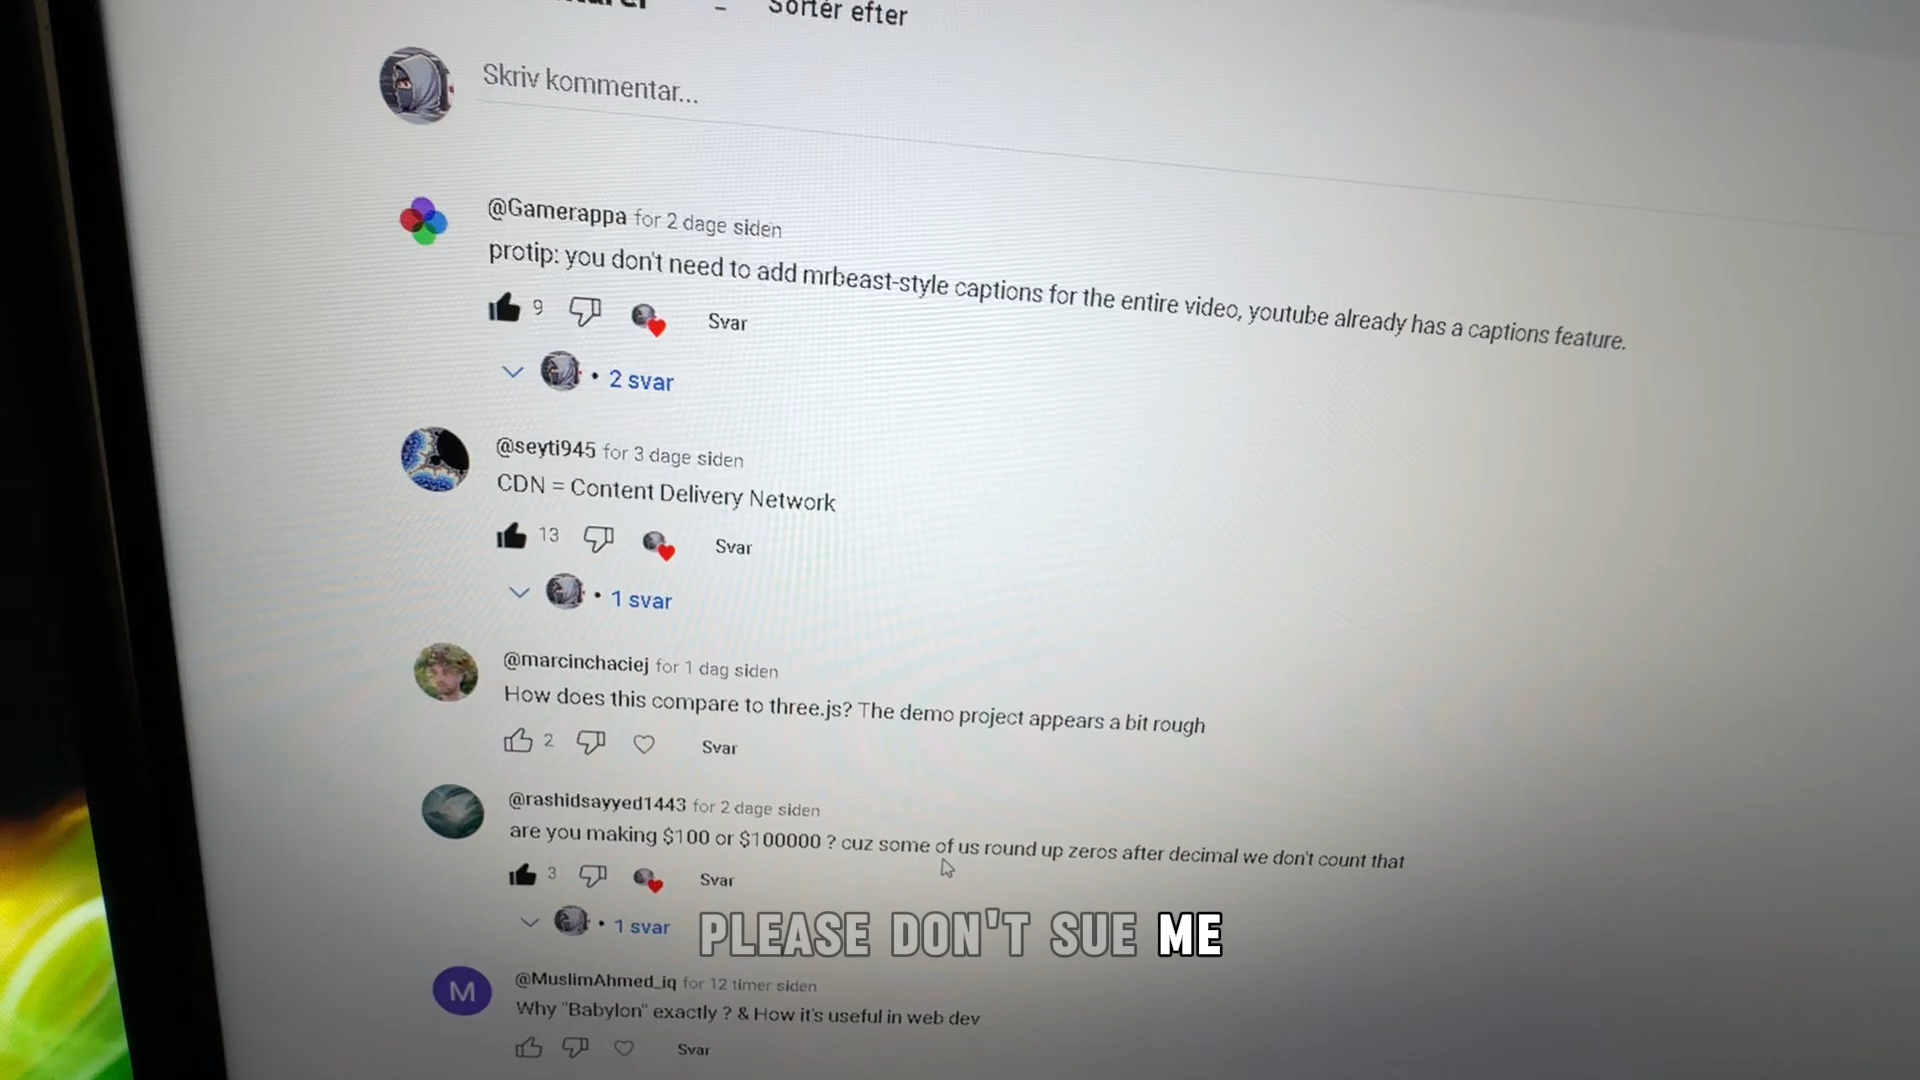 Sortér efter
Skriv kommentar...
@Gamerappa for 2 dage siden
protip: you don't need to add mrbeast-style captions for the entire video, youtube already has a captions feature.
9 Svar
2 svar
@seyti945 for 3 dage siden
CDN = Content Delivery Network
13 Svar
1 svar
@marcinchaciej for 1 dag siden
How does this compare to three.js? The demo project appears a bit rough
2 Svar
@rashidsayyed1443 for 2 dage siden
are you making $100 or $100000 ? cuz some of us round up zeros after decimal we don't count that
3 Svar
1 svar
PLEASE DON'T SUE ME
M
@MuslimAhmed_iq for 12 timer siden
Why "Babylon" exactly ? & How it's useful in web dev
Svar